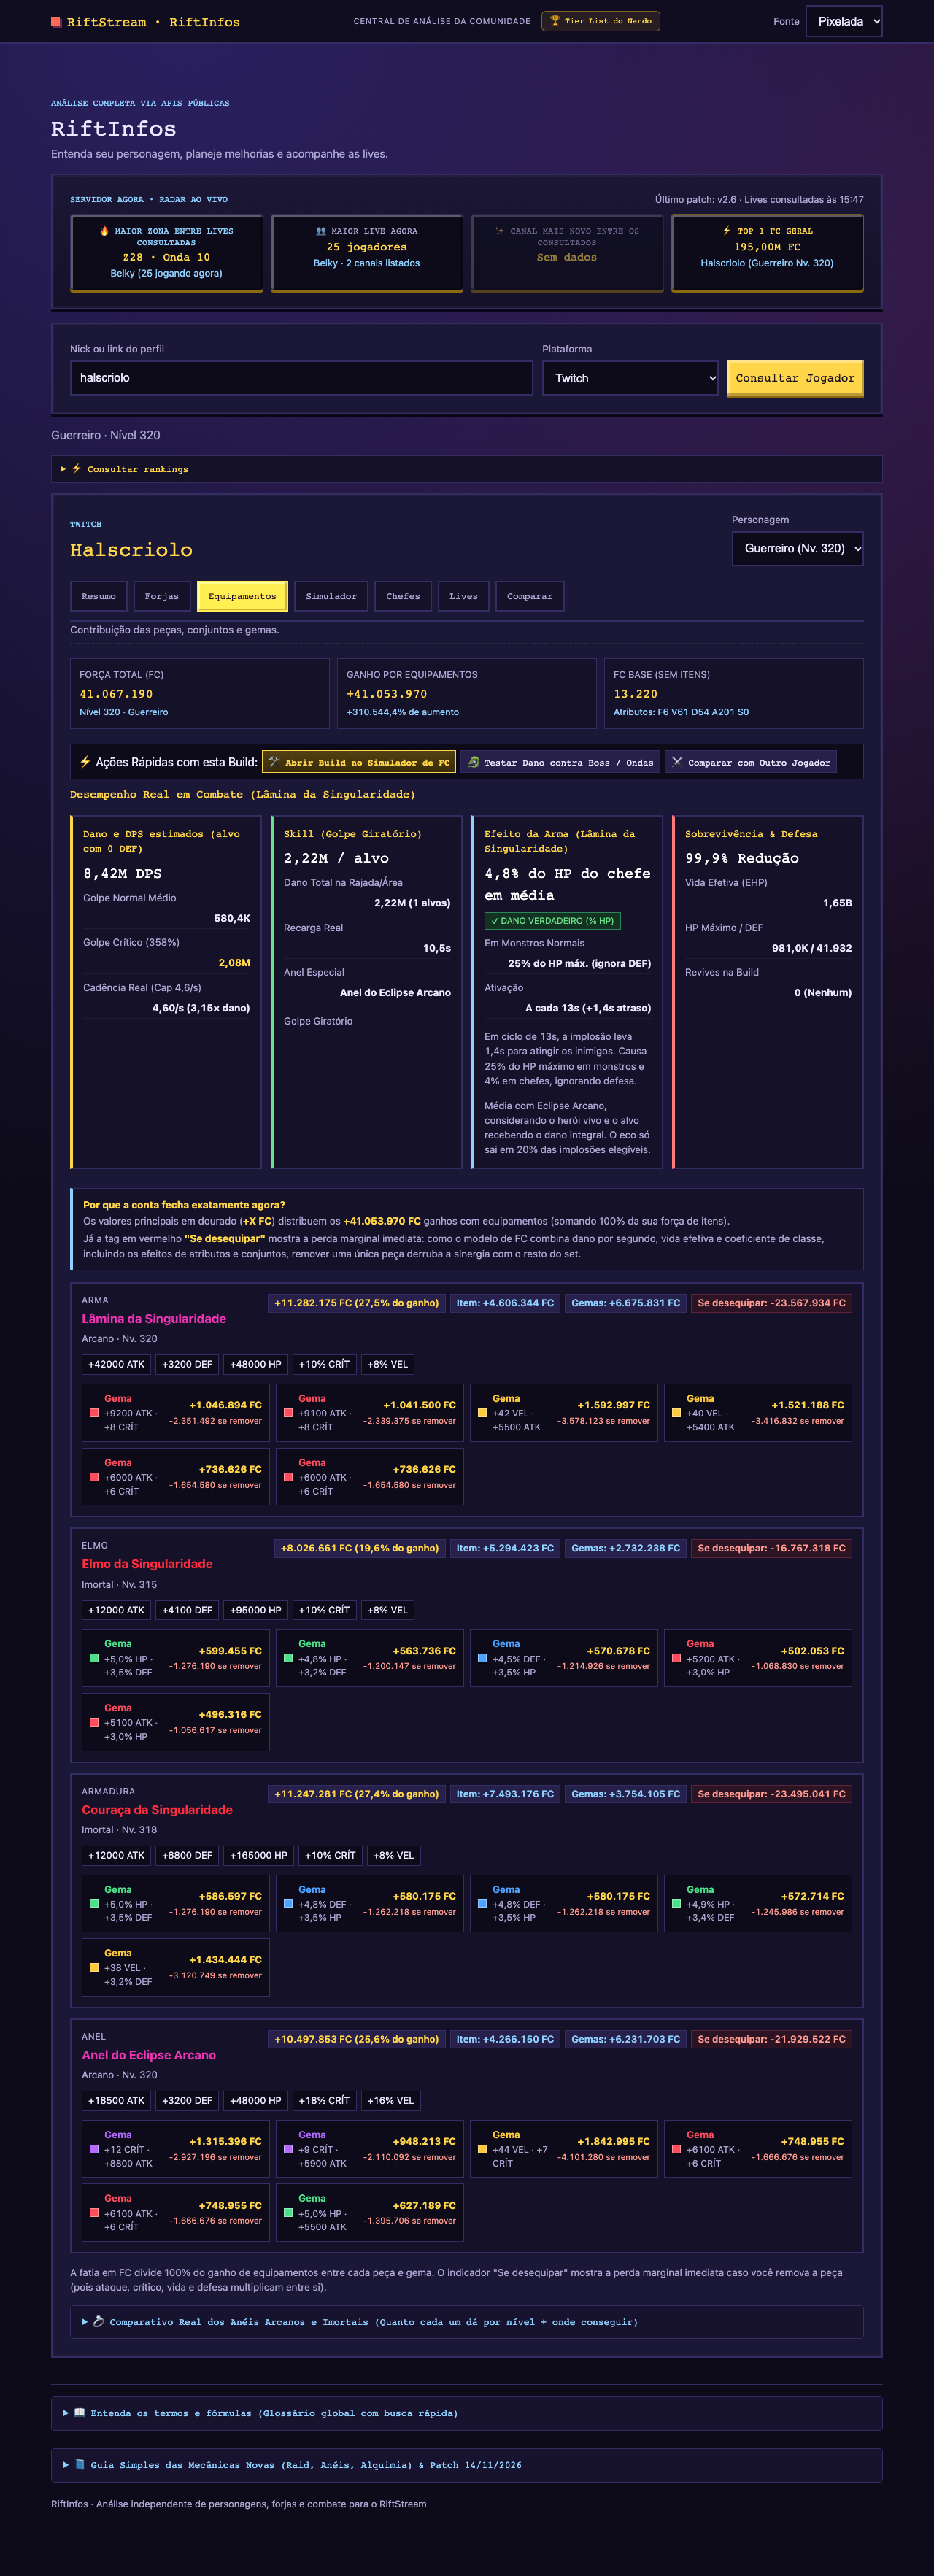 RiftStream · RiftInfos
CENTRAL DE ANÁLISE DA COMUNIDADE
🏆 Tier List do Nando
Fonte
Pixelada
ANÁLISE COMPLETA VIA APIS PÚBLICAS
RiftInfos
Entenda seu personagem, planeje melhorias e acompanhe as lives.
SERVIDOR AGORA · RADAR AO VIVO
Último patch: v2.6 · Lives consultadas às 15:47
🔥 MAIOR ZONA ENTRE LIVES
CONSULTADAS
Z28 · Onda 10
Belky (25 jogando agora)
👥 MAIOR LIVE AGORA
25 jogadores
Belky · 2 canais listados
✨ CANAL MAIS NOVO ENTRE OS
CONSULTADOS
Sem dados
⚡ TOP 1 FC GERAL
195,00M FC
Halscriolo (Guerreiro Nv. 320)
Nick ou link do perfil
halscriolo
Plataforma
Twitch
Consultar Jogador
Guerreiro · Nível 320
▶ ⚡ Consultar rankings
TWITCH
Halscriolo
Personagem
Guerreiro (Nv. 320)
Resumo
Forjas
Equipamentos
Simulador
Chefes
Lives
Comparar
Contribuição das peças, conjuntos e gemas.
FORÇA TOTAL (FC)
41.067.190
Nível 320 · Guerreiro
GANHO POR EQUIPAMENTOS
+41.053.970
+310.544,4% de aumento
FC BASE (SEM ITENS)
13.220
Atributos: F6 V61 D54 A201 S0
⚡ Ações Rápidas com esta Build:
🛠️ Abrir Build no Simulador de FC
🐉 Testar Dano contra Boss / Ondas
⚔️ Comparar com Outro Jogador
Desempenho Real em Combate (Lâmina da Singularidade)
Dano e DPS estimados (alvo
com 0 DEF)
8,42M DPS
Golpe Normal Médio
580,4K
Golpe Crítico (358%)
2,08M
Cadência Real (Cap 4,6/s)
4,60/s (3,15× dano)
Skill (Golpe Giratório)
2,22M / alvo
Dano Total na Rajada/Área
2,22M (1 alvos)
Recarga Real
10,5s
Anel Especial
Anel do Eclipse Arcano
Golpe Giratório
Efeito da Arma (Lâmina da
Singularidade)
4,8% do HP do chefe
em média
✓ DANO VERDADEIRO (% HP)
Em Monstros Normais
25% do HP máx. (ignora DEF)
Ativação
A cada 13s (+1,4s atraso)
Em ciclo de 13s, a implosão leva
1,4s para atingir os inimigos. Causa
25% do HP máximo em monstros e
4% em chefes, ignorando defesa.
Média com Eclipse Arcano,
considerando o herói vivo e o alvo
recebendo o dano integral. O eco só
sai em 20% das implosões elegíveis.
Sobrevivência & Defesa
99,9% Redução
Vida Efetiva (EHP)
1,65B
HP Máximo / DEF
981,0K / 41.932
Revives na Build
0 (Nenhum)
Por que a conta fecha exatamente agora?
Os valores principais em dourado (+X FC) distribuem os +41.053.970 FC ganhos com equipamentos (somando 100% da sua força de itens).
Já a tag em vermelho "Se desequipar" mostra a perda marginal imediata: como o modelo de FC combina dano por segundo, vida efetiva e coeficiente de classe,
incluindo os efeitos de atributos e conjuntos, remover uma única peça derruba a sinergia com o resto do set.
ARMA
Lâmina da Singularidade
Arcano · Nv. 320
+11.282.175 FC (27,5% do ganho)
Item: +4.606.344 FC
Gemas: +6.675.831 FC
Se desequipar: -23.567.934 FC
+42000 ATK
+3200 DEF
+48000 HP
+10% CRÍT
+8% VEL
Gema
+9200 ATK ·
+8 CRÍT
+1.046.894 FC
-2.351.492 se remover
Gema
+9100 ATK ·
+8 CRÍT
+1.041.500 FC
-2.339.375 se remover
Gema
+42 VEL ·
+5500 ATK
+1.592.997 FC
-3.578.123 se remover
Gema
+40 VEL ·
+5400 ATK
+1.521.188 FC
-3.416.832 se remover
Gema
+6000 ATK ·
+6 CRÍT
+736.626 FC
-1.654.580 se remover
Gema
+6000 ATK ·
+6 CRÍT
+736.626 FC
-1.654.580 se remover
ELMO
Elmo da Singularidade
Imortal · Nv. 315
+8.026.661 FC (19,6% do ganho)
Item: +5.294.423 FC
Gemas: +2.732.238 FC
Se desequipar: -16.767.318 FC
+12000 ATK
+4100 DEF
+95000 HP
+10% CRÍT
+8% VEL
Gema
+5,0% HP ·
+3,5% DEF
+599.455 FC
-1.276.190 se remover
Gema
+4,8% HP ·
+3,2% DEF
+563.736 FC
-1.200.147 se remover
Gema
+4,5% DEF ·
+3,5% HP
+570.678 FC
-1.214.926 se remover
Gema
+5200 ATK ·
+3,0% HP
+502.053 FC
-1.068.830 se remover
Gema
+5100 ATK ·
+3,0% HP
+496.316 FC
-1.056.617 se remover
ARMADURA
Couraça da Singularidade
Imortal · Nv. 318
+11.247.281 FC (27,4% do ganho)
Item: +7.493.176 FC
Gemas: +3.754.105 FC
Se desequipar: -23.495.041 FC
+12000 ATK
+6800 DEF
+165000 HP
+10% CRÍT
+8% VEL
Gema
+5,0% HP ·
+3,5% DEF
+586.597 FC
-1.276.190 se remover
Gema
+4,8% DEF ·
+3,5% HP
+580.175 FC
-1.262.218 se remover
Gema
+4,8% DEF ·
+3,5% HP
+580.175 FC
-1.262.218 se remover
Gema
+4,9% HP ·
+3,4% DEF
+572.714 FC
-1.245.986 se remover
Gema
+38 VEL ·
+3,2% DEF
+1.434.444 FC
-3.120.749 se remover
ANEL
Anel do Eclipse Arcano
Arcano · Nv. 320
+10.497.853 FC (25,6% do ganho)
Item: +4.266.150 FC
Gemas: +6.231.703 FC
Se desequipar: -21.929.522 FC
+18500 ATK
+3200 DEF
+48000 HP
+18% CRÍT
+16% VEL
Gema
+12 CRÍT ·
+8800 ATK
+1.315.396 FC
-2.927.196 se remover
Gema
+9 CRÍT ·
+5900 ATK
+948.213 FC
-2.110.092 se remover
Gema
+44 VEL · +7
CRÍT
+1.842.995 FC
-4.101.280 se remover
Gema
+6100 ATK ·
+6 CRÍT
+748.955 FC
-1.666.676 se remover
Gema
+6100 ATK ·
+6 CRÍT
+748.955 FC
-1.666.676 se remover
Gema
+5,0% HP ·
+5500 ATK
+627.189 FC
-1.395.706 se remover
A fatia em FC divide 100% do ganho de equipamentos entre cada peça e gema. O indicador "Se desequipar" mostra a perda marginal imediata caso você remova a peça
(pois ataque, crítico, vida e defesa multiplicam entre si).
▶ 💍 Comparativo Real dos Anéis Arcanos e Imortais (Quanto cada um dá por nível + onde conseguir)
▶ 📖 Entenda os termos e fórmulas (Glossário global com busca rápida)
▶ 📘 Guia Simples das Mecânicas Novas (Raid, Anéis, Alquimia) & Patch 14/11/2026
RiftInfos · Análise independente de personagens, forjas e combate para o RiftStream